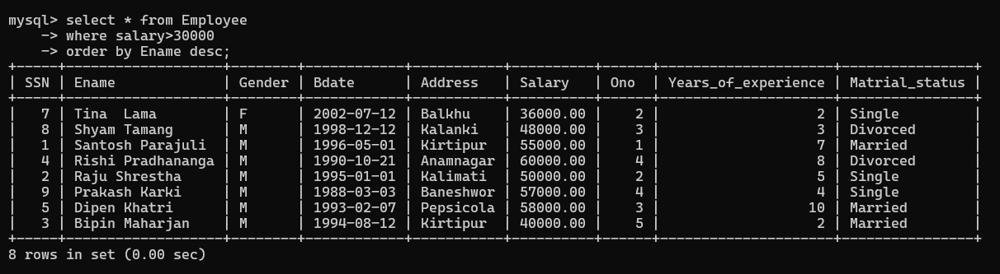 mysql> select * from Employee
    -> where salary>30000
    -> order by Ename desc;
+-----+------------------+--------+------------+-----------+----------+------+---------------------+----------------+
| SSN | Ename            | Gender | Bdate      | Address   | Salary   | Ono  | Years_of_experience | Matrial_status |
+-----+------------------+--------+------------+-----------+----------+------+---------------------+----------------+
|   7 | Tina  Lama       | F      | 2002-07-12 | Balkhu    | 36000.00 |    2 |                   2 | Single         |
|   8 | Shyam Tamang     | M      | 1998-12-12 | Kalanki   | 48000.00 |    3 |                   3 | Divorced       |
|   1 | Santosh Parajuli | M      | 1996-05-01 | Kirtipur  | 55000.00 |    1 |                   7 | Married        |
|   4 | Rishi Pradhananga | M      | 1990-10-21 | Anamnagar | 60000.00 |    4 |                   8 | Divorced       |
|   2 | Raju Shrestha    | M      | 1995-01-01 | Kalimati  | 50000.00 |    2 |                   5 | Single         |
|   9 | Prakash Karki    | M      | 1988-03-03 | Baneshwor | 57000.00 |    4 |                   4 | Single         |
|   5 | Dipen Khatri     | M      | 1993-02-07 | Pepsicola | 58000.00 |    3 |                  10 | Married        |
|   3 | Bipin Maharjan   | M      | 1994-08-12 | Kirtipur  | 40000.00 |    5 |                   2 | Married        |
+-----+------------------+--------+------------+-----------+----------+------+---------------------+----------------+
8 rows in set (0.00 sec)